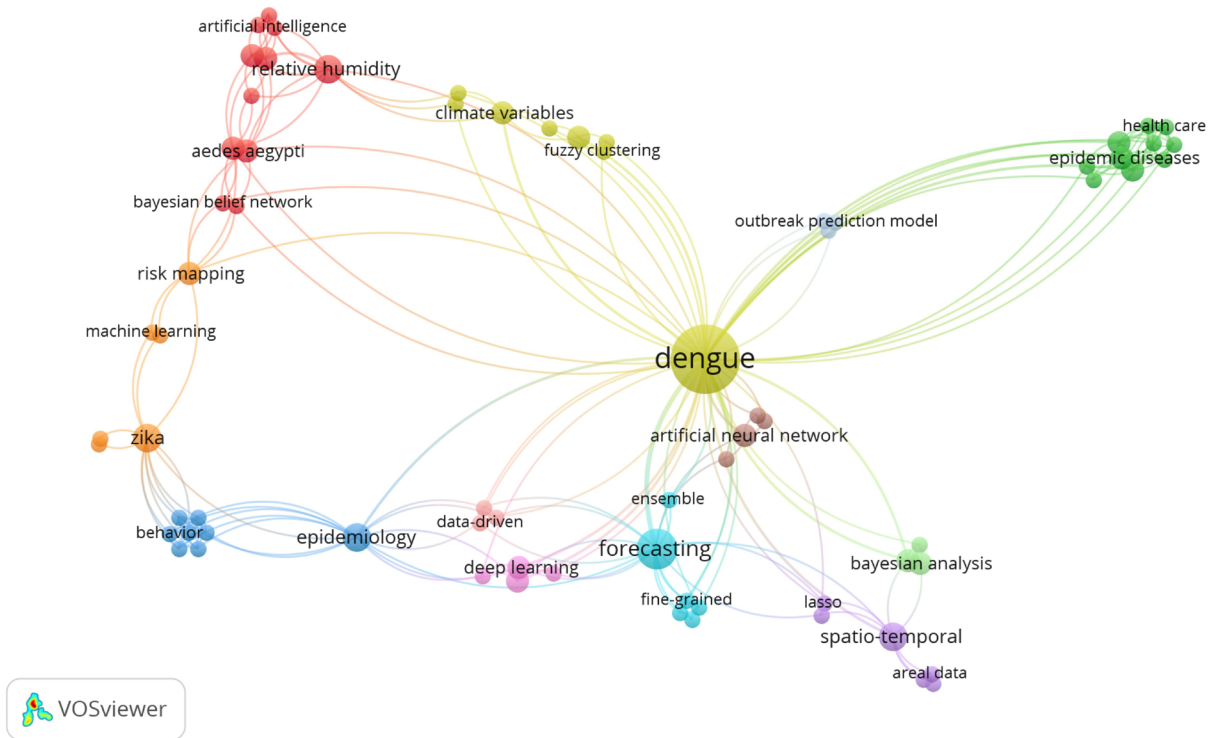 artificial intelligence
relative humidity
climate variables
health care
fuzzy clustering
aedes aegypti
epidemic diseases
bayesian belief network
outbreak prediction model
risk mapping
machine learning
dengue
zika
artificial neural network
ensemble
data-driven
behavior
epidemiology
forecasting
deep learning
bayesian analysis
fine-grained
lasso
spatio-temporal
areal data
VOSviewer